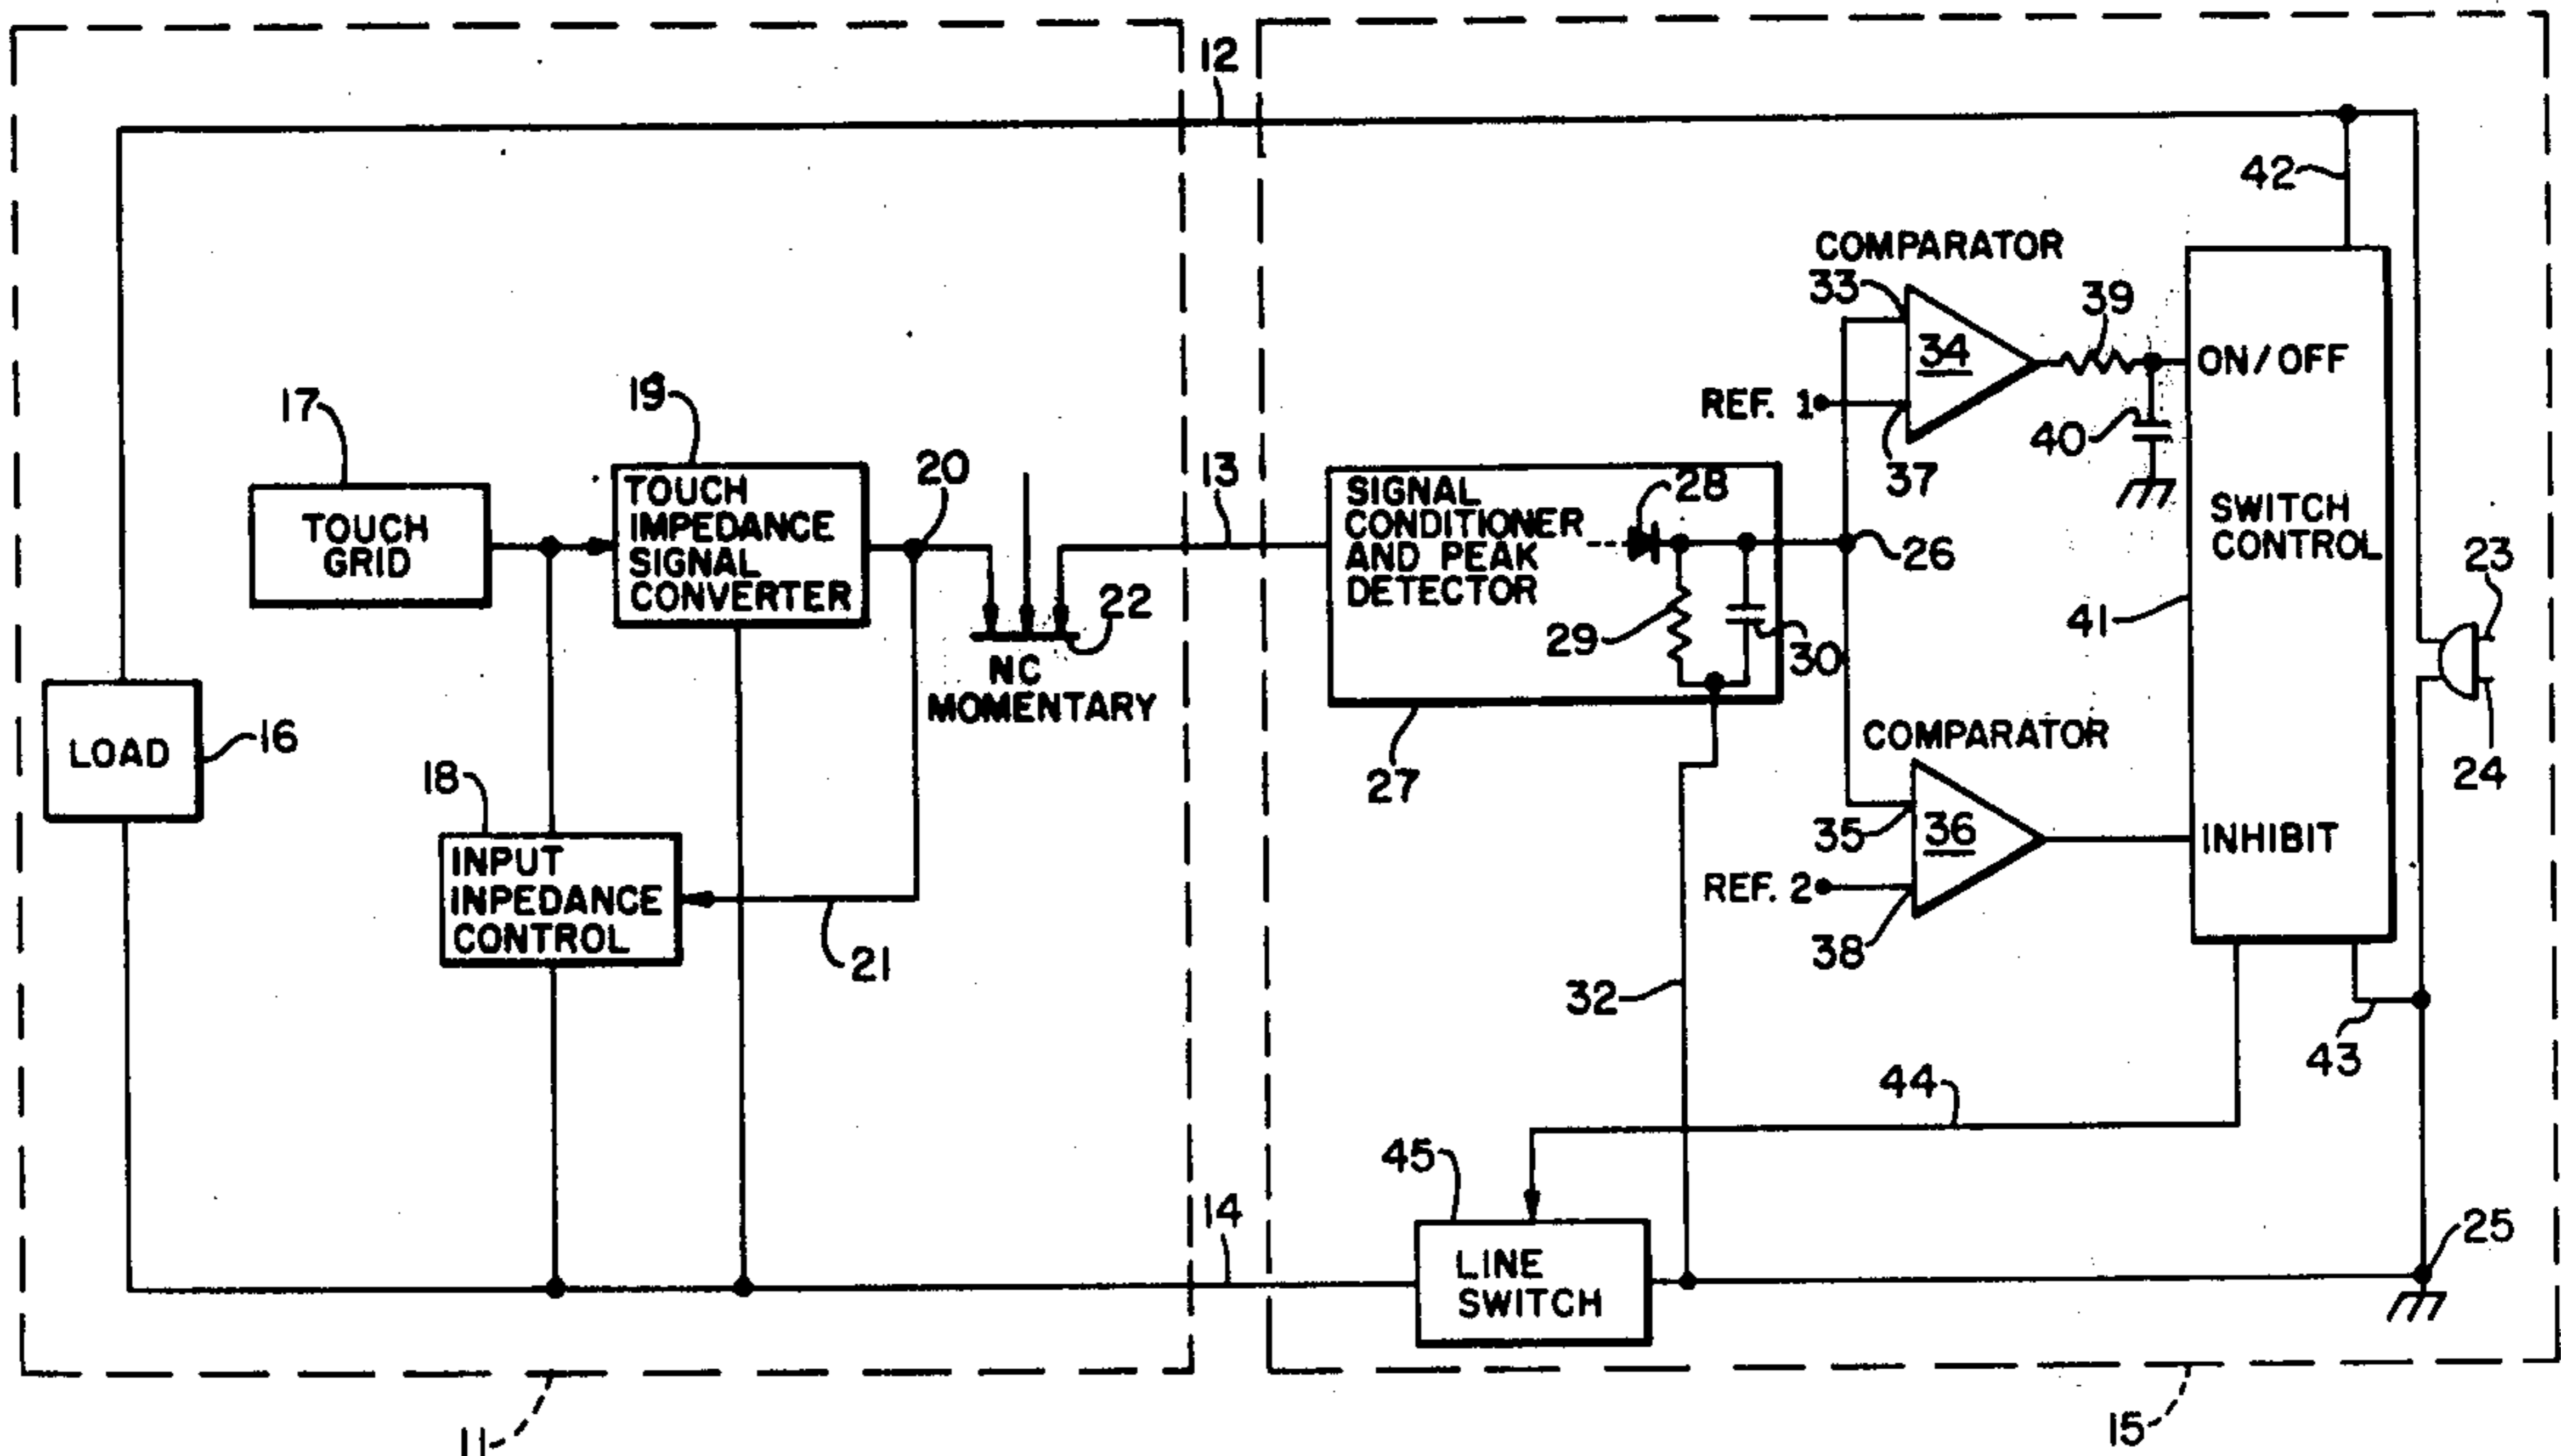 12
42
COMPARATOR
33
39
34
ON/OFF
REF. 1
40
37
17
19
20
13
TOUCH
GRID
TOUCH
IMPEDANCE
SIGNAL
CONVERTER
22
NC
MOMENTARY
SIGNAL
CONDITIONER
AND PEAK
DETECTOR
28
29
30
26
SWITCH
CONTROL
41
23
24
LOAD
16
18
27
COMPARATOR
35
36
INHIBIT
REF. 2
38
INPUT
INPEDANCE
CONTROL
21
32
43
44
45
14
LINE
SWITCH
25
11
15